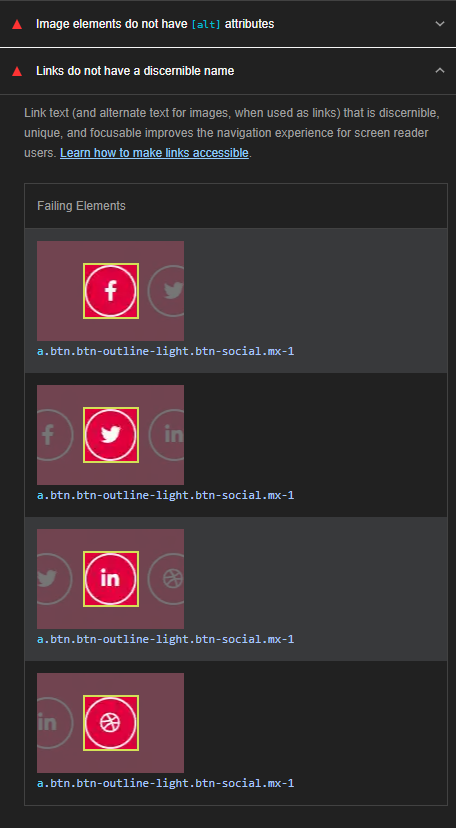 Image elements do not have [alt] attributes
Links do not have a discernible name
Link text (and alternate text for images, when used as links) that is discernible,
unique, and focusable improves the navigation experience for screen reader
users. Learn how to make links accessible.
Failing Elements
a.btn.btn-outline-light.btn-social.mx-1
a.btn.btn-outline-light.btn-social.mx-1
a.btn.btn-outline-light.btn-social.mx-1
a.btn.btn-outline-light.btn-social.mx-1